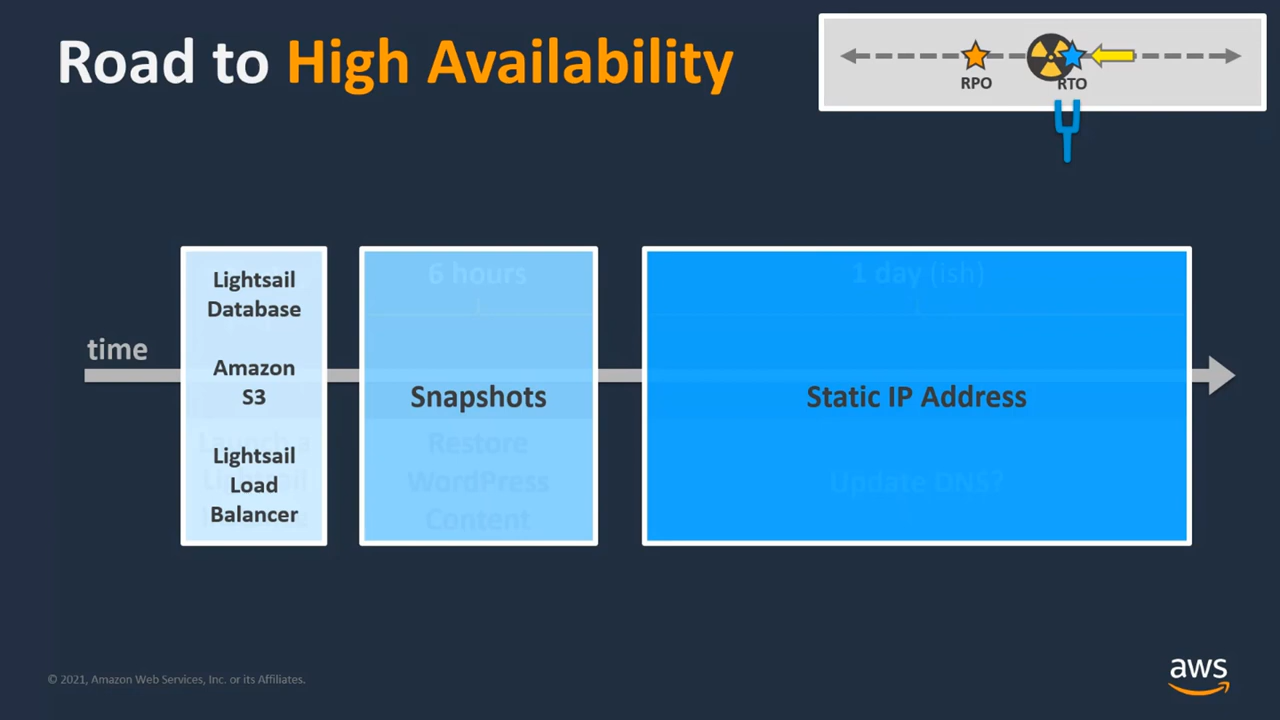 Road to High Availability
RPO
RTO
time
Lightsail
Database
Amazon
S3
Lightsail
Load
Balancer
6 hours
Snapshots
Restore
WordPress
Content
1 day (ish)
Static IP Address
Update DNS?
© 2021, Amazon Web Services, Inc. or its Affiliates.
aws